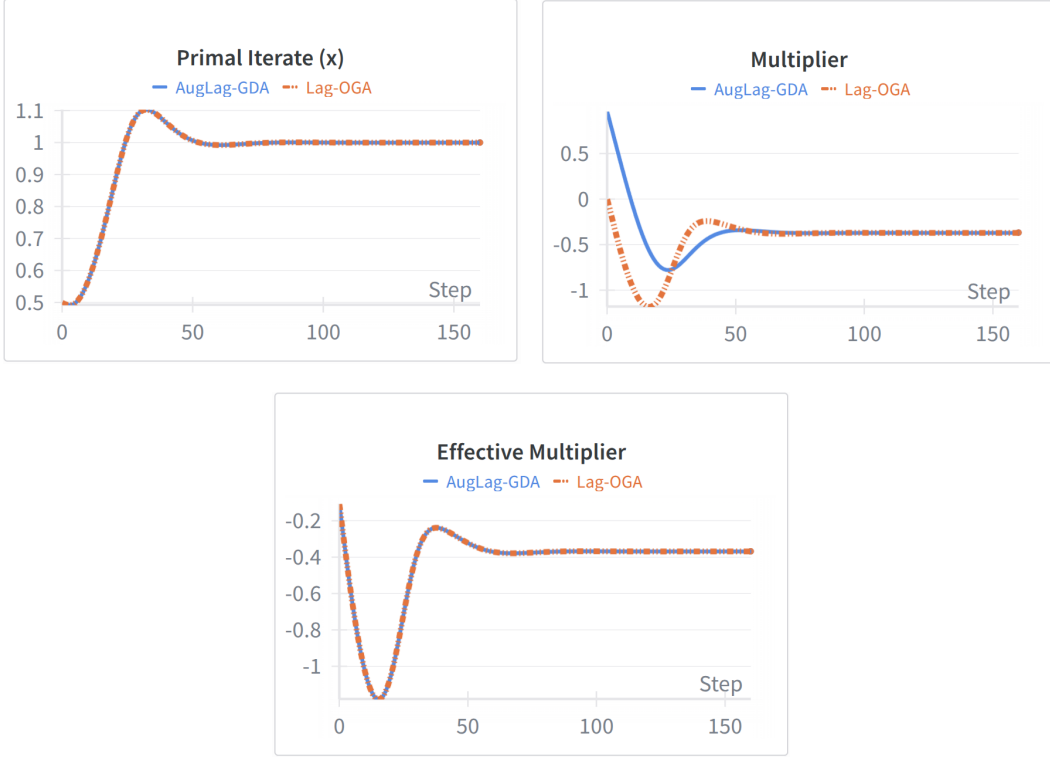 Primal Iterate (x)
AugLag-GDA Lag-OGA
1.1
1
0.9
0.8
0.7
0.6
0.5
Step
0 50 100 150
Multiplier
AugLag-GDA Lag-OGA
0.5
0
-0.5
-1
Step
0 50 100 150
Effective Multiplier
AugLag-GDA Lag-OGA
-0.2
-0.4
-0.6
-0.8
-1
Step
0 50 100 150